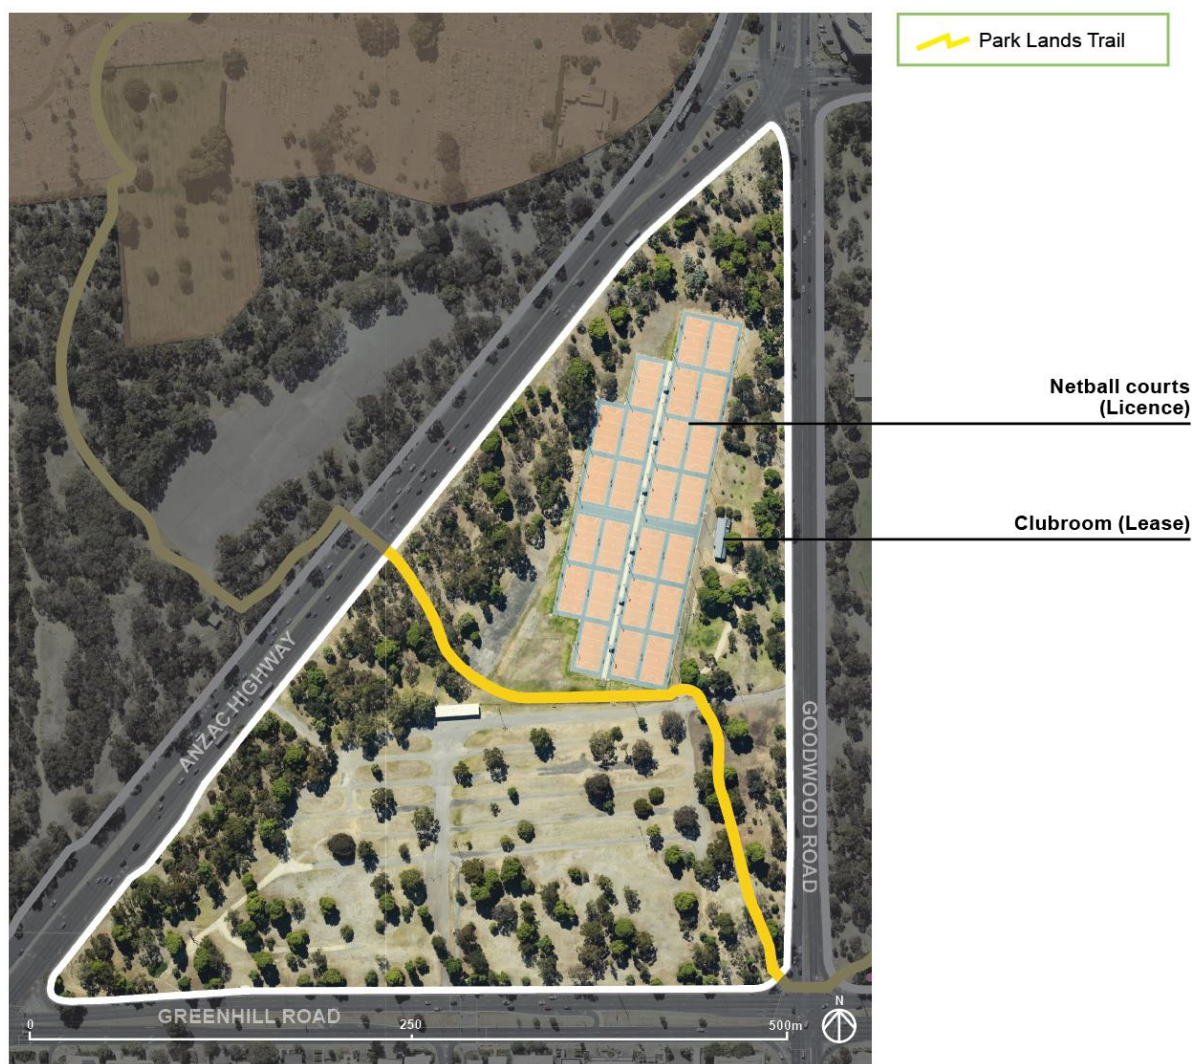 Park Lands Trail
Netball courts
(Licence)
Clubroom (Lease)
ANZAC HIGHWAY
GOODWOOD ROAD
GREENHILL ROAD
N
0
250
500m